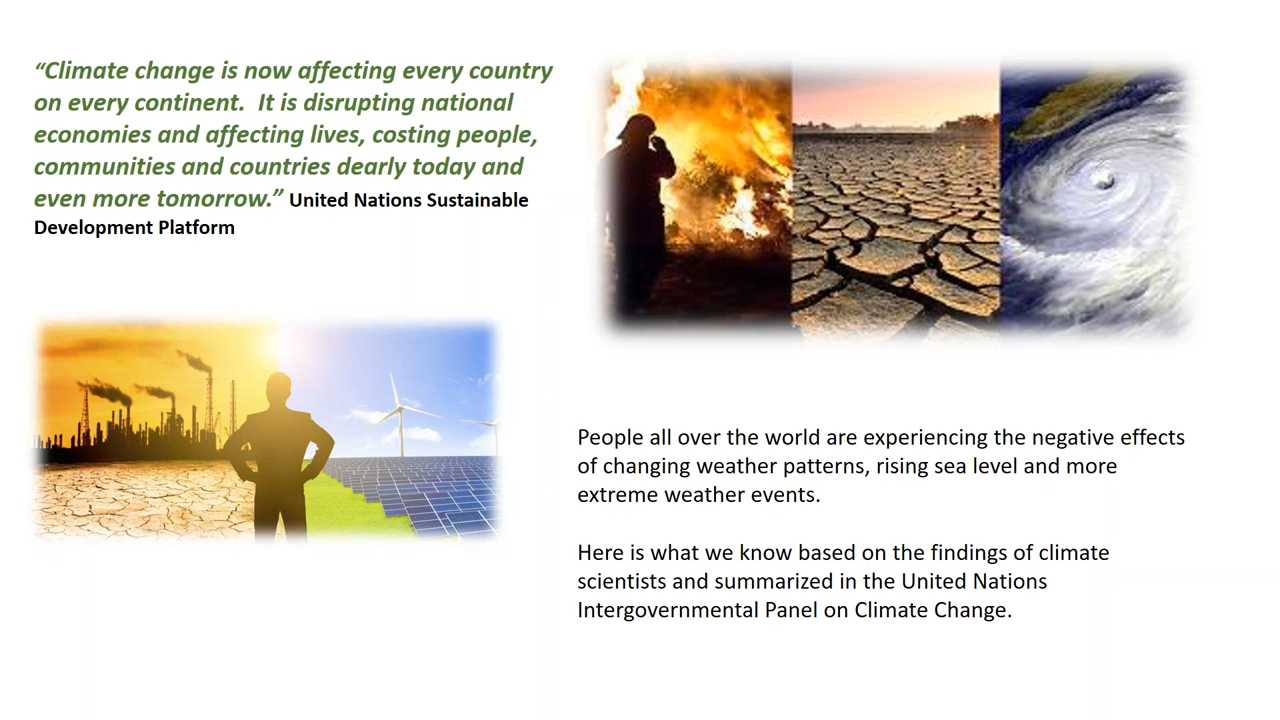 “Climate change is now affecting every country
on every continent.  It is disrupting national
economies and affecting lives, costing people,
communities and countries dearly today and
even more tomorrow.” United Nations Sustainable
Development Platform
People all over the world are experiencing the negative effects
of changing weather patterns, rising sea level and more
extreme weather events.
Here is what we know based on the findings of climate
scientists and summarized in the United Nations
Intergovernmental Panel on Climate Change.